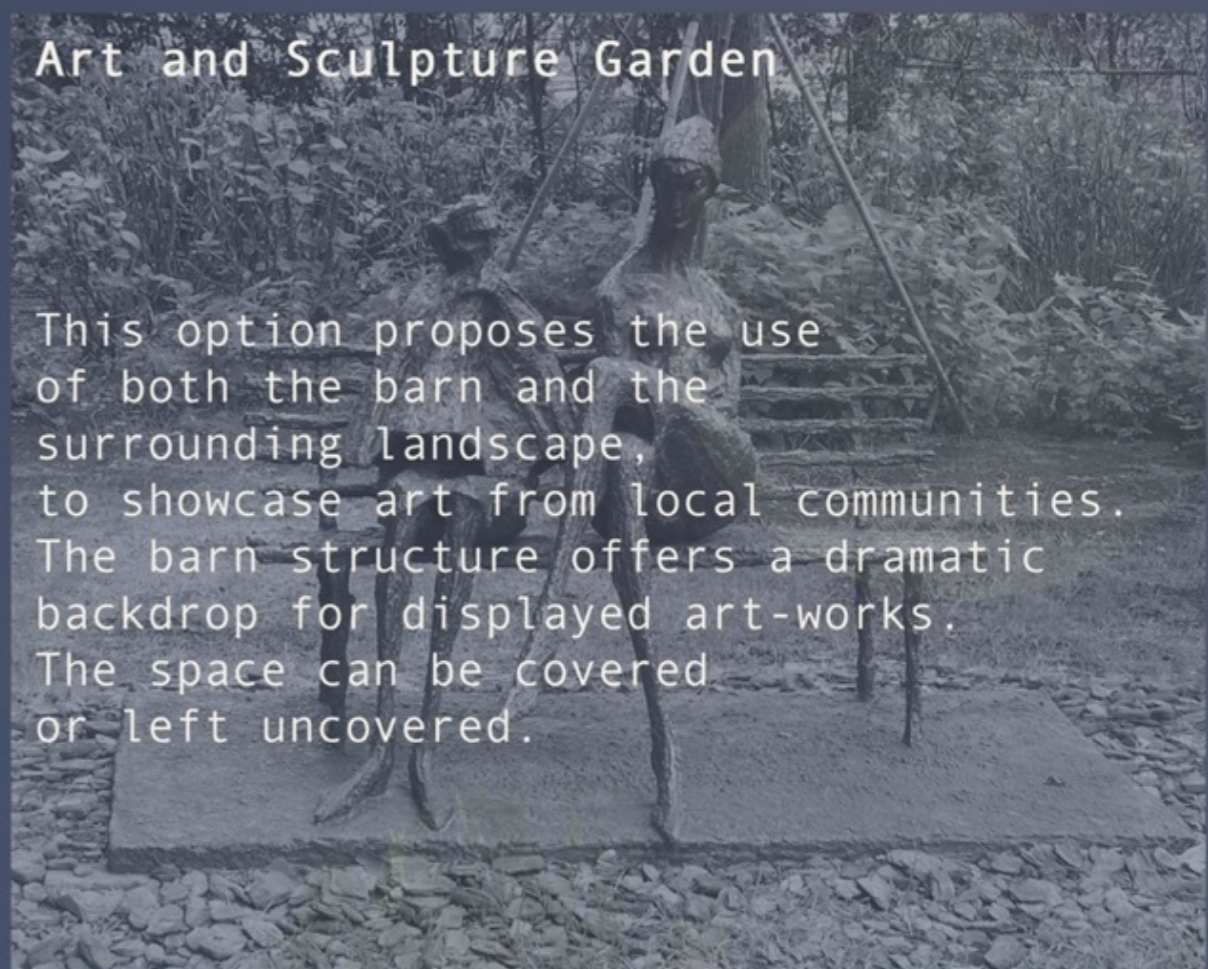 Art and Sculpture Garden
This option proposes the use
of both the barn and the
surrounding landscape,
to showcase art from local communities.
The barn structure offers a dramatic
backdrop for displayed art-works.
The space can be covered
or left uncovered.